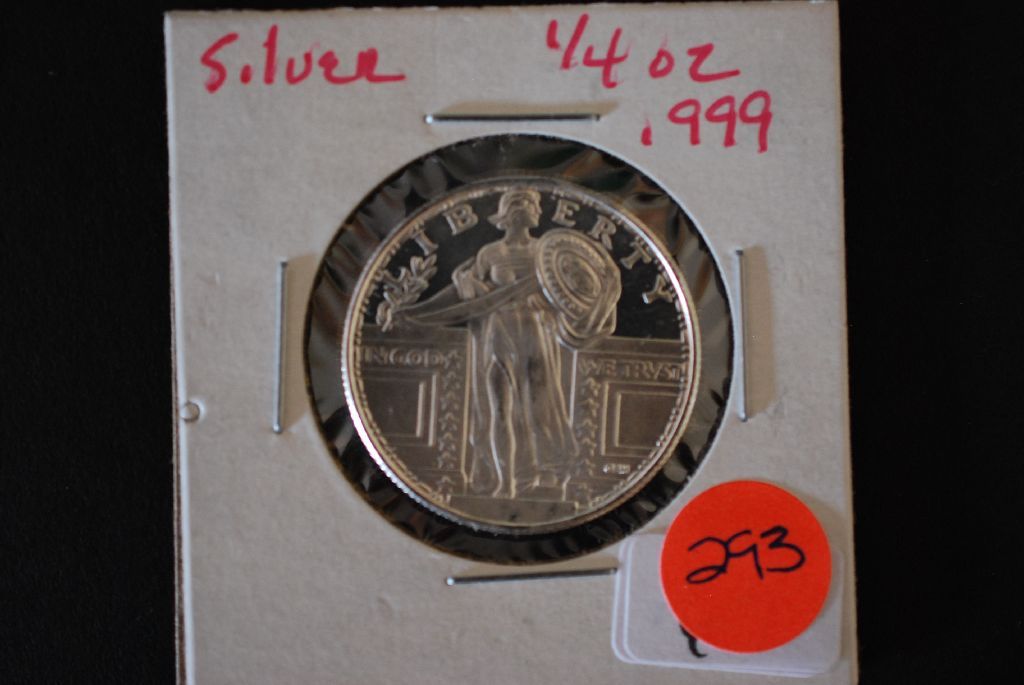 Silver 1/4 oz
.999
LIBERTY
IN GOD WE TRUST
293